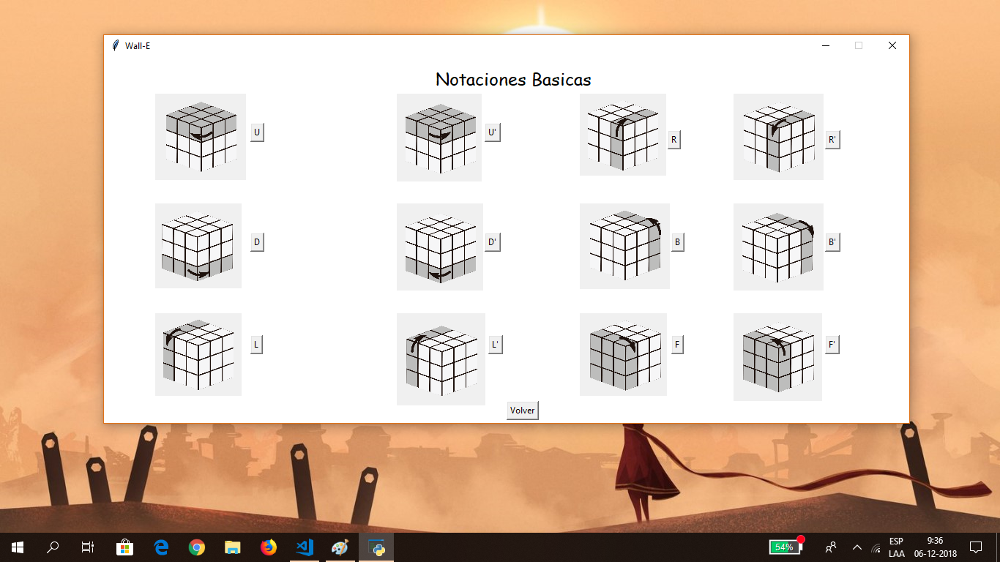 Wall-E
Notaciones Basicas
U
U'
R
R'
D
D'
B
B'
L
L'
F
F'
Volver
54%
ESP
LAA
9:36
06-12-2018